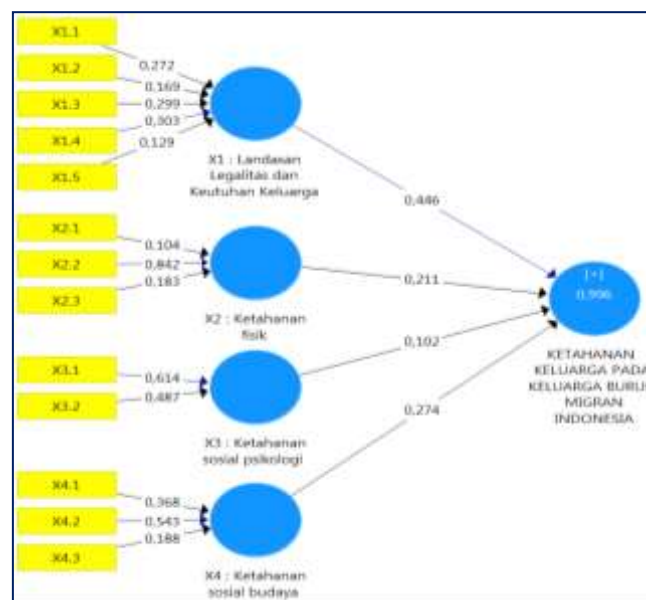 X1.1
X1.2
X1.3
X1.4
X1.5
0,272
0,169
0,299
0,303
0,129
X1 : Landasan
Legalitas dan
Keutuhan Keluarga
0,446
X2.1
X2.2
X2.3
0,104
0,842
0,183
X2 : Ketahanan
fisik
0,211
X3.1
X3.2
0,614
0,487
X3 : Ketahanan
sosial psikologi
0,102
X4.1
X4.2
X4.3
0,368
0,543
0,188
X4 : Ketahanan
sosial budaya
0,274
[+]
0,996
KETAHANAN
KELUARGA PADA
KELUARGA BURUH
MIGRAN
INDONESIA